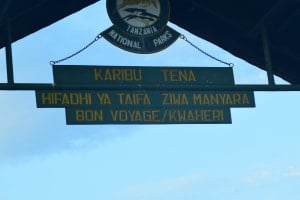 TANZANIA
NATIONAL PARKS
KARIBU TENA
HIFADHI YA TAIFA ZIWA MANYARA
BON VOYAGE/KWAHERI